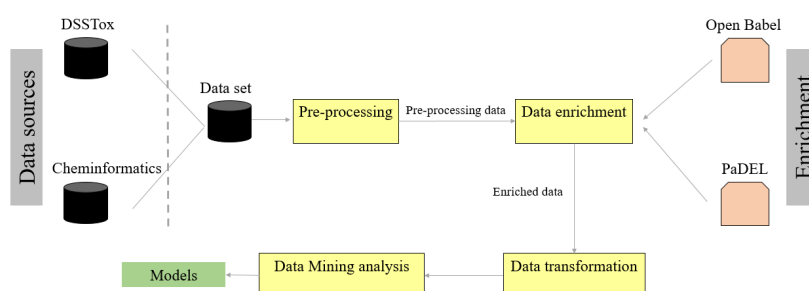 DSSTox
Open Babel
Data sources
Data set
Pre-processing
Pre-processing data
Data enrichment
Enrichment
Cheminformatics
PaDEL
Enriched data
Models
Data Mining analysis
Data transformation